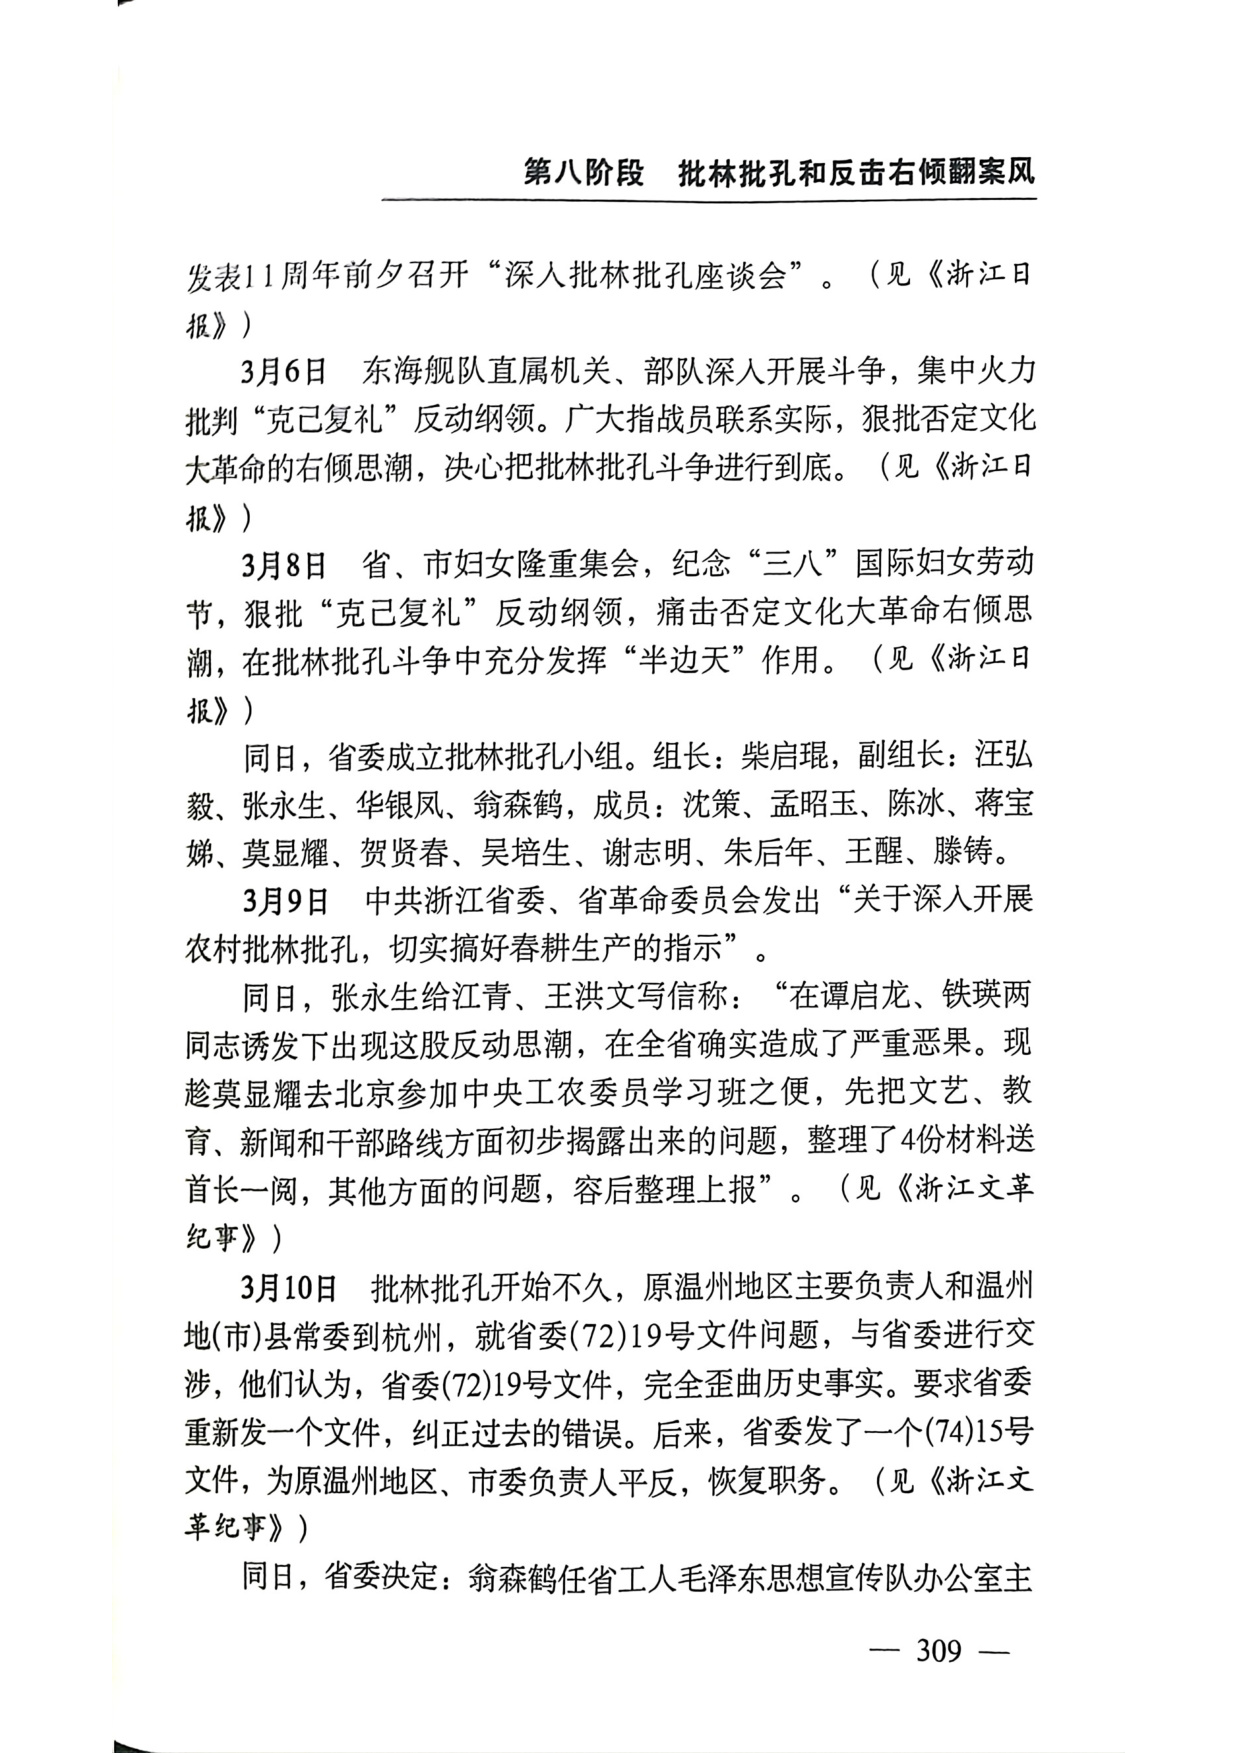 第八阶段　批林批孔和反击右倾翻案风
发表11周年前夕召开“深入批林批孔座谈会”。（见《浙江日
报》）
3月6日　东海舰队直属机关、部队深入开展斗争，集中火力
批判“克己复礼”反动纲领。广大指战员联系实际，狠批否定文化
大革命的右倾思潮，决心把批林批孔斗争进行到底。（见《浙江日
报》）
3月8日　省、市妇女隆重集会，纪念“三八”国际妇女劳动
节，狠批“克己复礼”反动纲领，痛击否定文化大革命右倾思
潮，在批林批孔斗争中充分发挥“半边天”作用。（见《浙江日
报》）
同日，省委成立批林批孔小组。组长：柴启琨，副组长：汪弘
毅、张永生、华银凤、翁森鹤，成员：沈策、孟昭玉、陈冰、蒋宝
娣、莫显耀、贺贤春、吴培生、谢志明、朱后年、王醒、滕铸。
3月9日　中共浙江省委、省革命委员会发出“关于深入开展
农村批林批孔，切实搞好春耕生产的指示”。
同日，张永生给江青、王洪文写信称：“在谭启龙、铁瑛两
同志诱发下出现这股反动思潮，在全省确实造成了严重恶果。现
趁莫显耀去北京参加中央工农委员学习班之便，先把文艺、教
育、新闻和干部路线方面初步揭露出来的问题，整理了4份材料送
首长一阅，其他方面的问题，容后整理上报”。（见《浙江文革
纪事》）
3月10日　批林批孔开始不久，原温州地区主要负责人和温州
地(市)县常委到杭州，就省委(72)19号文件问题，与省委进行交
涉，他们认为，省委(72)19号文件，完全歪曲历史事实。要求省委
重新发一个文件，纠正过去的错误。后来，省委发了一个(74)15号
文件，为原温州地区、市委负责人平反，恢复职务。（见《浙江文
革纪事》）
同日，省委决定：翁森鹤任省工人毛泽东思想宣传队办公室主
— 309 —